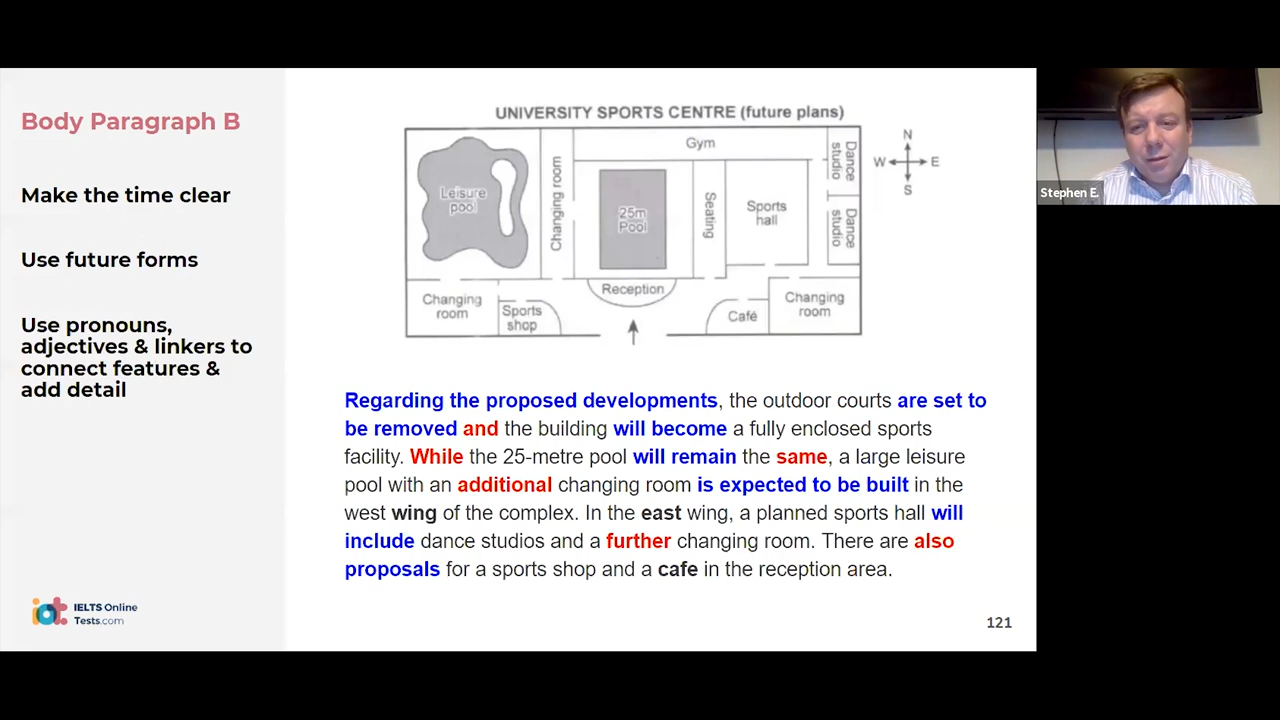 Body Paragraph B
Make the time clear
Use future forms
Use pronouns,
adjectives & linkers to
connect features &
add detail
iot
IELTS Online
Tests.com
UNIVERSITY SPORTS CENTRE (future plans)
Gym
Leisure
pool
Changing room
25m
Pool
Seating
Sports
hall
Dance
studio
Dance
studio
N
W
E
S
Reception
Changing
room
Sports
shop
Café
Changing
room
Regarding the proposed developments, the outdoor courts are set to
be removed and the building will become a fully enclosed sports
facility. While the 25-metre pool will remain the same, a large leisure
pool with an additional changing room is expected to be built in the
west wing of the complex. In the east wing, a planned sports hall will
include dance studios and a further changing room. There are also
proposals for a sports shop and a cafe in the reception area.
121
Stephen E.